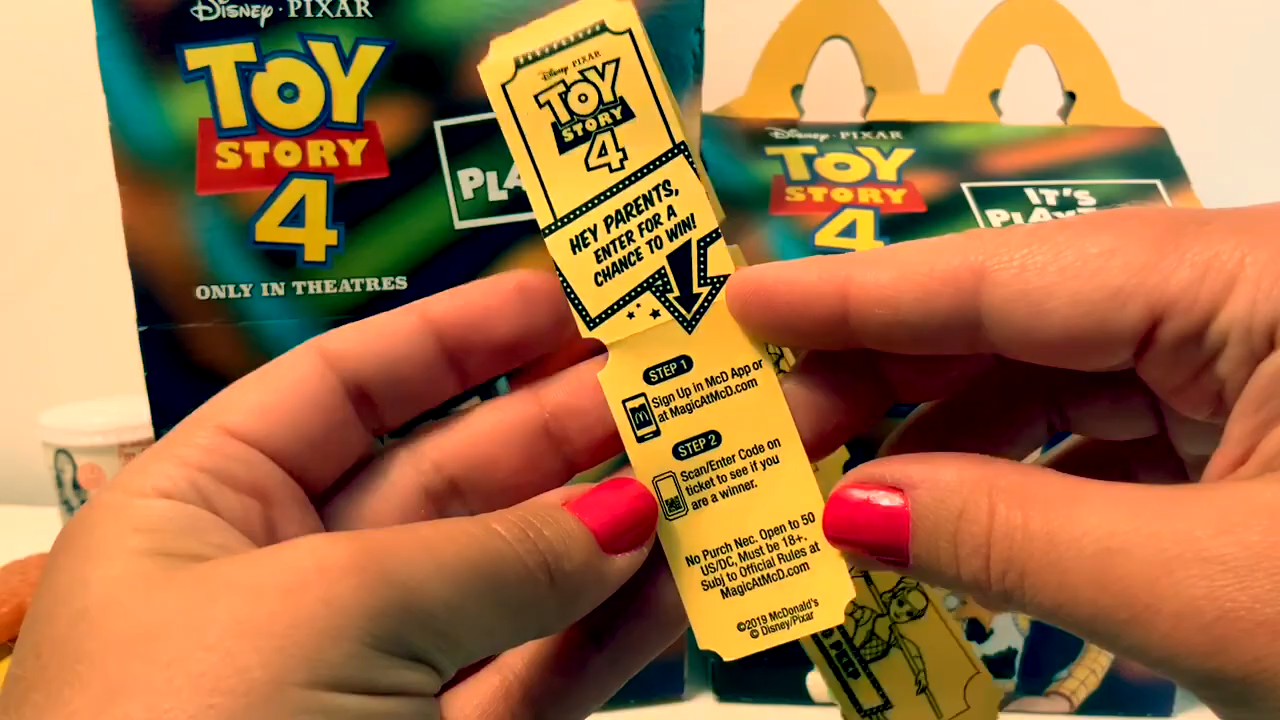 Disney · PIXAR
TOY
STORY
4
ONLY IN THEATRES
Disney PIXAR
TOY
STORY
4
HEY PARENTS,
ENTER FOR A
CHANCE TO WIN!
STEP 1
Sign Up in McD App or
at MagicAtMcD.com
STEP 2
Scan/Enter Code on
ticket to see if you
are a winner.
No Purch Nec. Open to 50
US/DC, Must be 18+.
Subj to Official Rules at
MagicAtMcD.com
©2019 McDonald's
© Disney/Pixar
Disney · PIXAR
TOY
STORY
4
IT'S